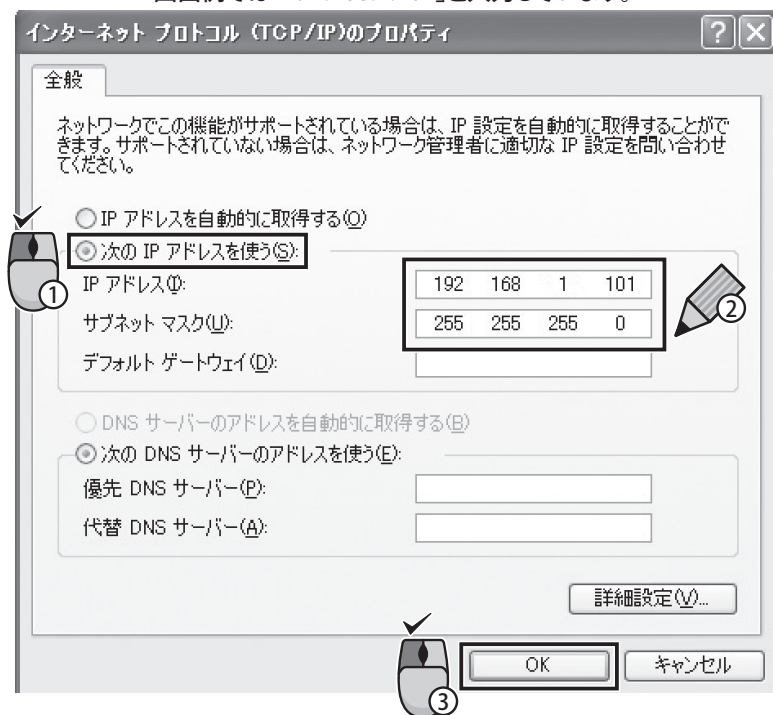 インターネット プロトコル (TCP/IP)のプロパティ
全般
ネットワークでこの機能がサポートされている場合は、IP 設定を自動的に取得することがで
きます。サポートされていない場合は、ネットワーク管理者に適切な IP 設定を問い合わせ
てください。
IP アドレスを自動的に取得する(O)
次の IP アドレスを使う(S):
①
IP アドレス(I): 192 168 1 101
②
サブネット マスク(U): 255 255 255 0
デフォルト ゲートウェイ(D):
DNS サーバーのアドレスを自動的に取得する(B)
次の DNS サーバーのアドレスを使う(E):
優先 DNS サーバー(P):
代替 DNS サーバー(A):
詳細設定(V)...
OK キャンセル
③